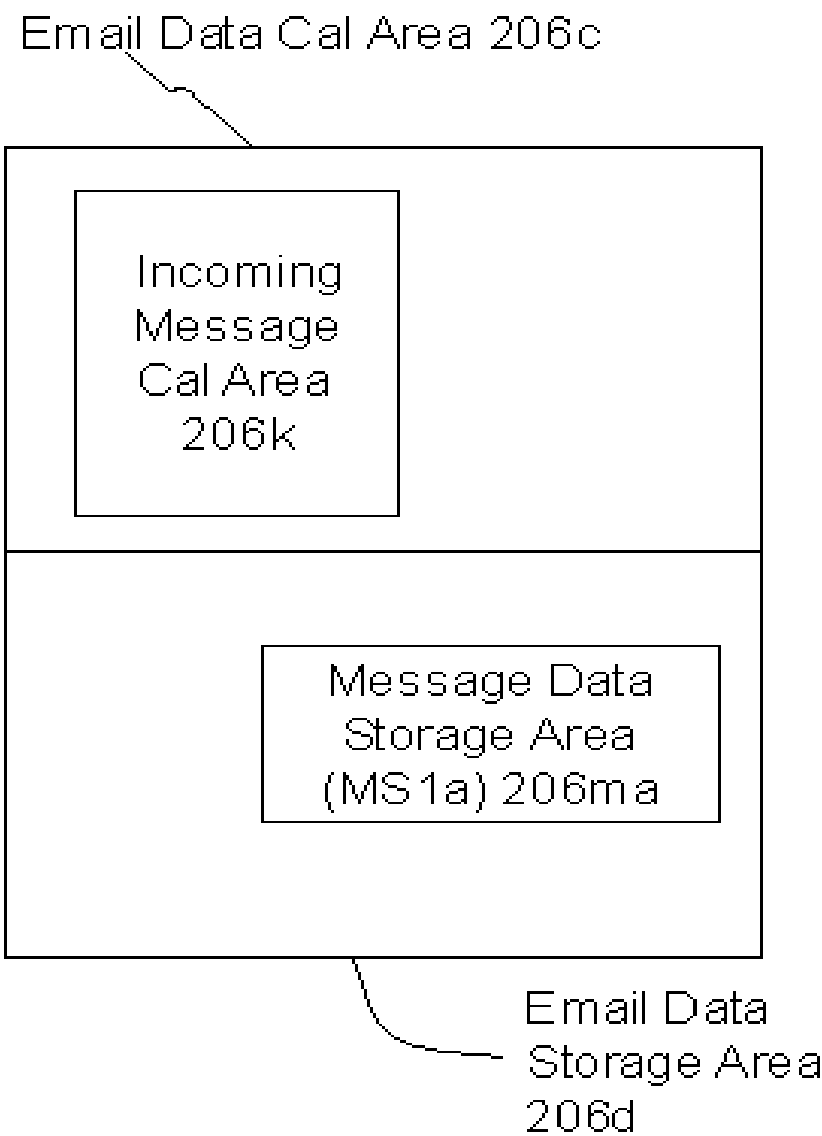 Email Data Cal Area 206c
Incoming
Message
Cal Area
206k
Message Data
Storage Area
(MS1a) 206ma
Email Data
Storage Area
206d